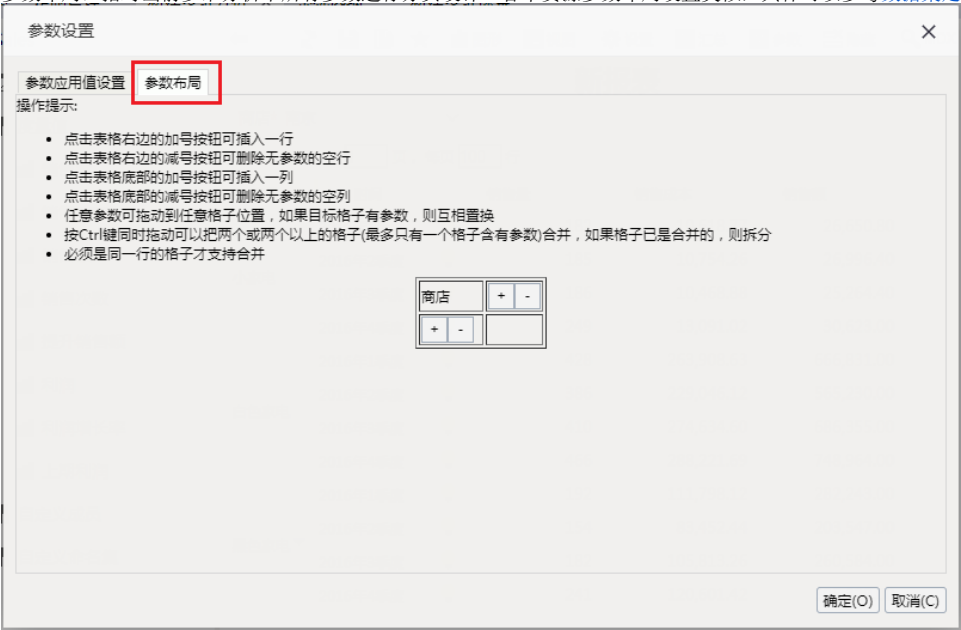 参数设置
参数应用值设置 参数布局
操作提示:
• 点击表格右边的加号按钮可插入一行
• 点击表格右边的减号按钮可删除无参数的空行
• 点击表格底部的加号按钮可插入一列
• 点击表格底部的减号按钮可删除无参数的空列
• 任意参数可拖动到任意格子位置，如果目标格子有参数，则互相置换
• 按Ctrl键同时拖动可以把两个或两个以上的格子(最多只有一个格子含有参数)合并，如果格子已是合并的，则拆分
• 必须是同一行的格子才支持合并
商店 + -
+ -
确定(O) 取消(C)